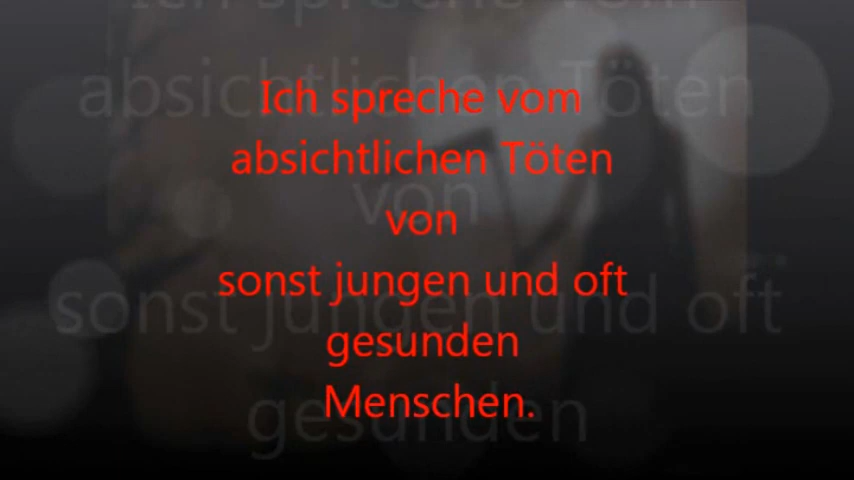 Ich spreche vom
absichtlichen Töten
von
sonst jungen und oft
gesunden
Menschen.